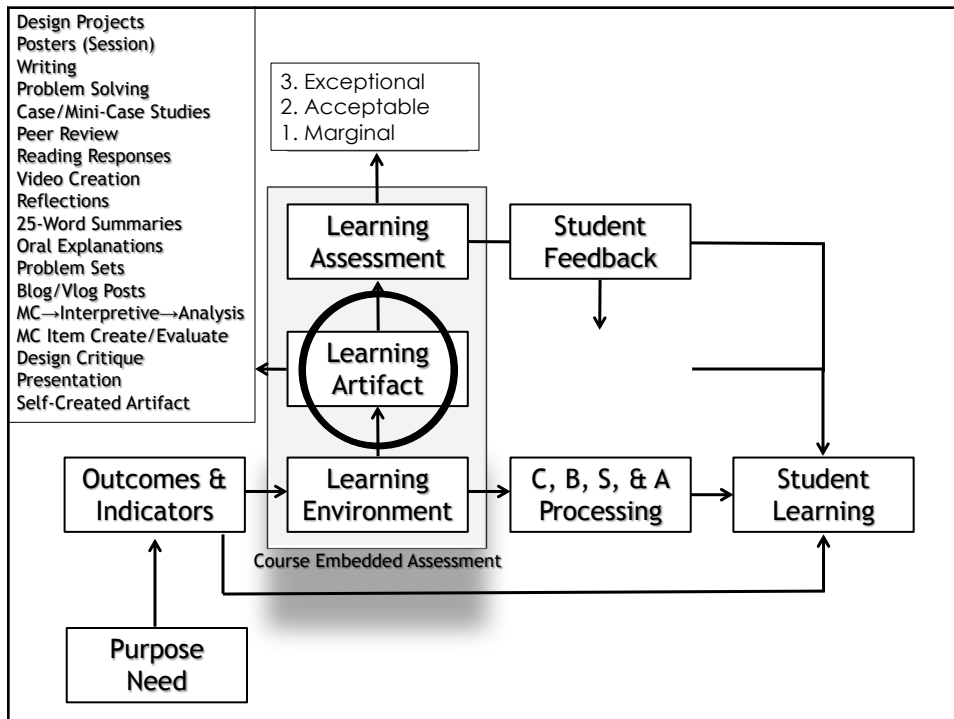 Design Projects
Posters (Session)
Writing
Problem Solving
Case/Mini-Case Studies
Peer Review
Reading Responses
Video Creation
Reflections
25-Word Summaries
Oral Explanations
Problem Sets
Blog/Vlog Posts
MC→Interpretive→Analysis
MC Item Create/Evaluate
Design Critique
Presentation
Self-Created Artifact
3. Exceptional
2. Acceptable
1. Marginal
Learning
Assessment
Student
Feedback
Learning
Artifact
Outcomes &
Indicators
Learning
Environment
C, B, S, & A
Processing
Student
Learning
Course Embedded Assessment
Purpose
Need